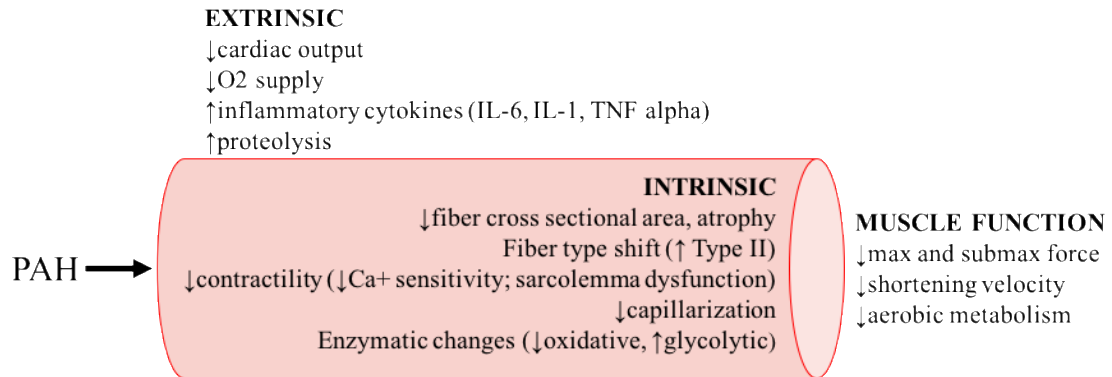 EXTRINSIC
↓cardiac output
↓O2 supply
↑inflammatory cytokines (IL-6, IL-1, TNF alpha)
↑proteolysis
PAH
INTRINSIC
↓fiber cross sectional area, atrophy
Fiber type shift (↑ Type II)
↓contractility (↓Ca+ sensitivity; sarcolemma dysfunction)
↓capillarization
Enzymatic changes (↓oxidative, ↑glycolytic)
MUSCLE FUNCTION
↓max and submax force
↓shortening velocity
↓aerobic metabolism